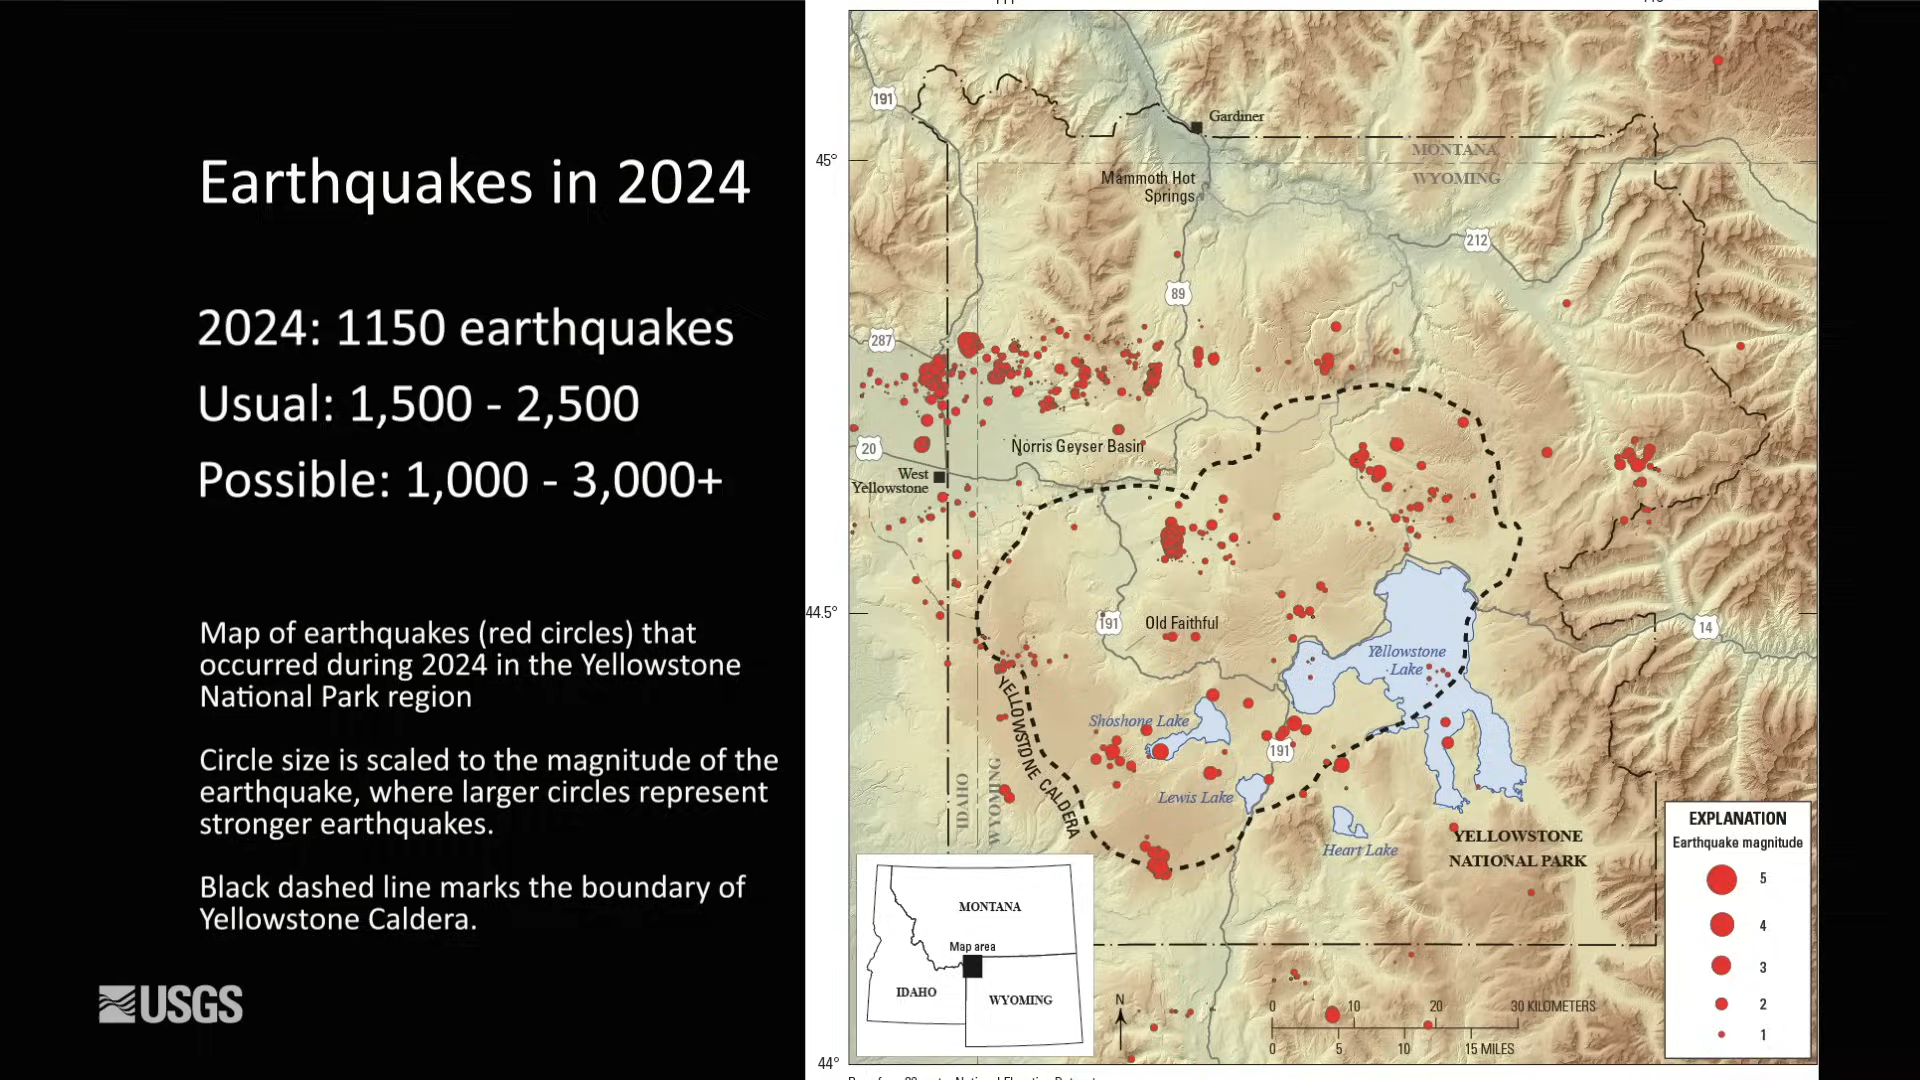 Earthquakes in 2024
2024: 1150 earthquakes
Usual: 1,500 - 2,500
Possible: 1,000 - 3,000+
Map of earthquakes (red circles) that
occurred during 2024 in the Yellowstone
National Park region
Circle size is scaled to the magnitude of the
earthquake, where larger circles represent
stronger earthquakes.
Black dashed line marks the boundary of
Yellowstone Caldera.
USGS
45°
44.5°
44°
191
Gardiner
MONTANA
WYOMING
Mammoth Hot
Springs
212
89
287
20
Norris Geyser Basin
West
Yellowstone
191
Old Faithful
14
Yellowstone
Lake
Shoshone Lake
191
Lewis Lake
Heart Lake
YELLOWSTONE CALDERA
IDAHO
WYOMING
YELLOWSTONE
NATIONAL PARK
MONTANA
Map area
IDAHO
WYOMING
N
0 10 20 30 KILOMETERS
0 5 10 15 MILES
EXPLANATION
Earthquake magnitude
5
4
3
2
1